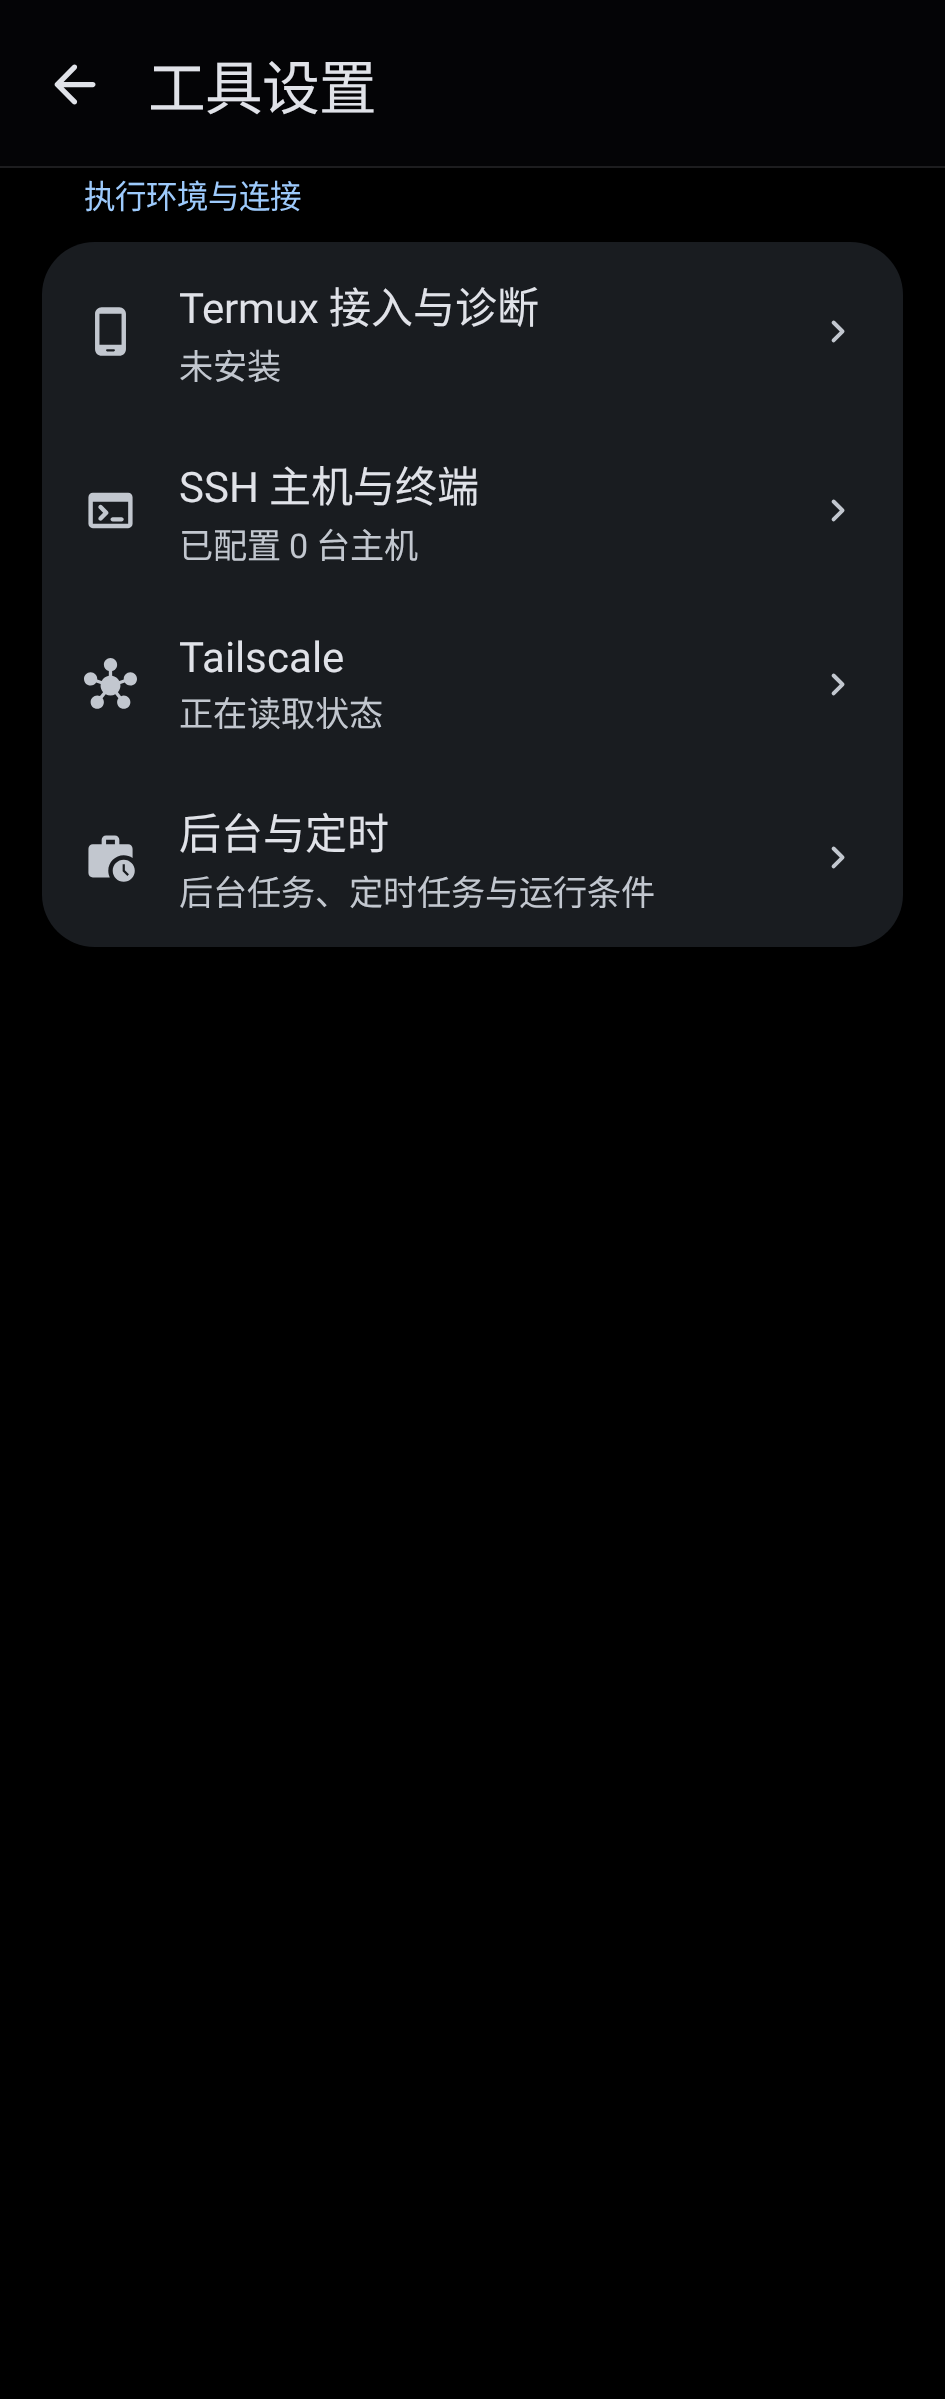 工具设置
执行环境与连接
Termux 接入与诊断
未安装
SSH 主机与终端
已配置 0 台主机
Tailscale
正在读取状态
后台与定时
后台任务、定时任务与运行条件